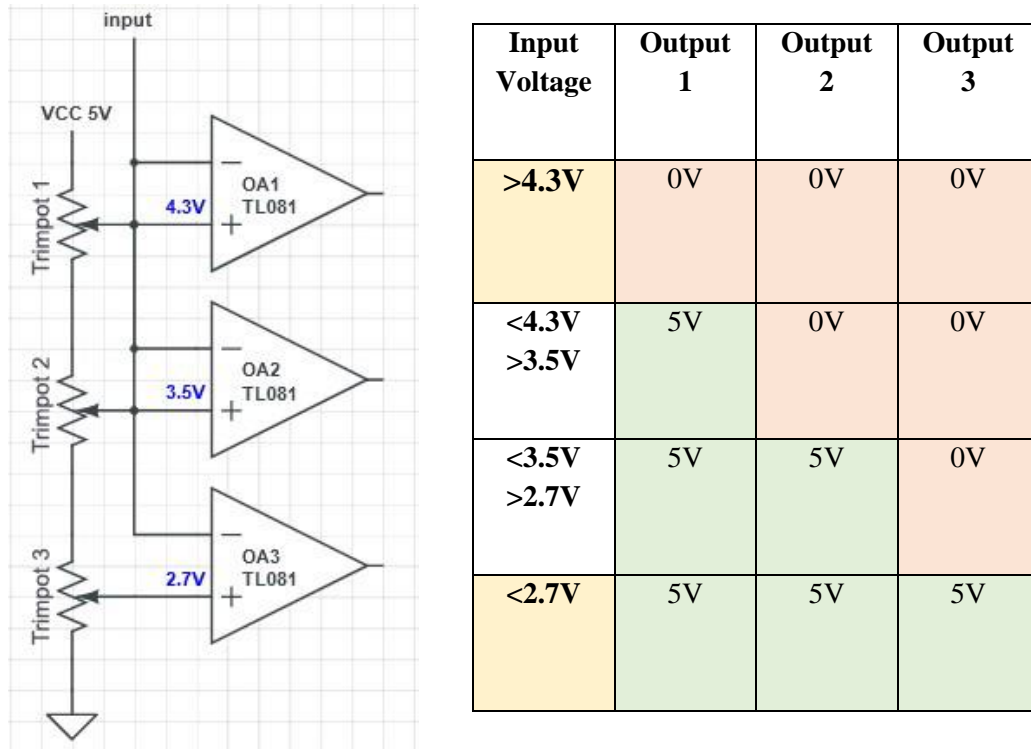 input
VCC 5V
Trimpot 1
4.3V
−
+
OA1
TL081
Trimpot 2
3.5V
−
+
OA2
TL081
Trimpot 3
2.7V
−
+
OA3
TL081
Input Voltage
Output 1
Output 2
Output 3
>4.3V
0V
0V
0V
<4.3V
>3.5V
5V
0V
0V
<3.5V
>2.7V
5V
5V
0V
<2.7V
5V
5V
5V